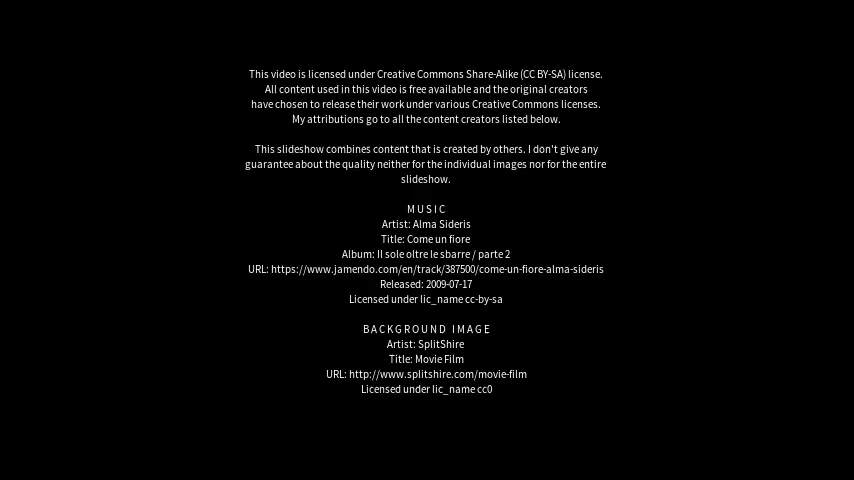 This video is licensed under Creative Commons Share-Alike (CC BY-SA) license.
All content used in this video is free available and the original creators
have chosen to release their work under various Creative Commons licenses.
My attributions go to all the content creators listed below.
This slideshow combines content that is created by others. I don't give any
guarantee about the quality neither for the individual images nor for the entire
slideshow.
MUSIC
Artist: Alma Sideris
Title: Come un fiore
Album: Il sole oltre le sbarre / parte 2
URL: https://www.jamendo.com/en/track/387500/come-un-fiore-alma-sideris
Released: 2009-07-17
Licensed under lic_name cc-by-sa
BACKGROUND IMAGE
Artist: SplitShire
Title: Movie Film
URL: http://www.splitshire.com/movie-film
Licensed under lic_name cc0